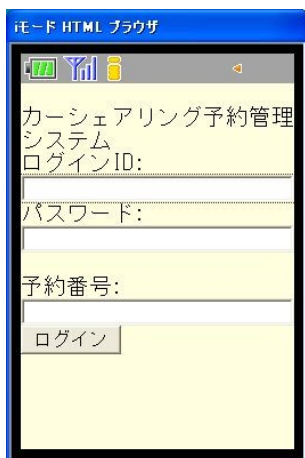 iモード HTML ブラウザ
カーシェアリング予約管理
システム
ログインID:
パスワード:
予約番号:
ログイン